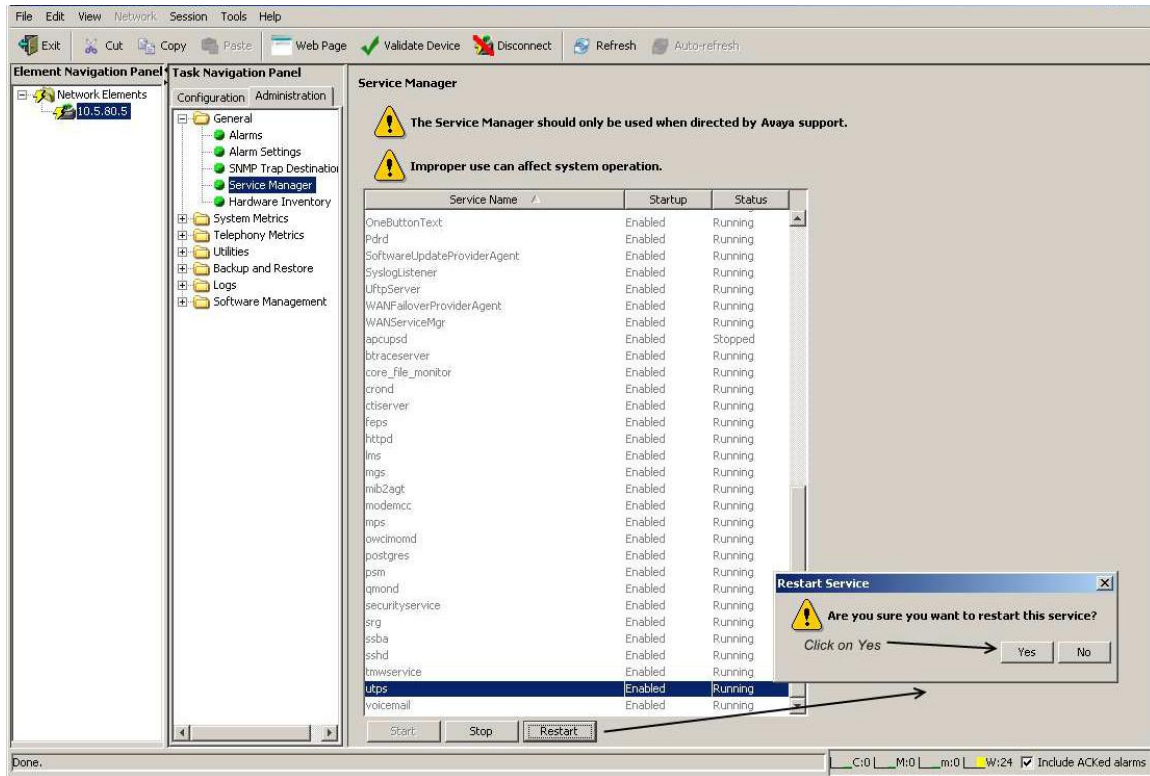 File Edit View Network Session Tools Help
Exit Cut Copy Paste Web Page Validate Device Disconnect Refresh Auto-refresh
Element Navigation Panel
Network Elements
10.5.80.5
Task Navigation Panel
Configuration Administration
General
Alarms
Alarm Settings
SNMP Trap Destination
Service Manager
Hardware Inventory
System Metrics
Telephony Metrics
Utilities
Backup and Restore
Logs
Software Management
Service Manager
The Service Manager should only be used when directed by Avaya support.
Improper use can affect system operation.
Service Name Startup Status
OneButtonText Enabled Running
Pdrd Enabled Running
SoftwareUpdateProviderAgent Enabled Running
SyslogListener Enabled Running
UftpServer Enabled Running
WANFailoverProviderAgent Enabled Running
WANServiceMgr Enabled Running
apcupsd Enabled Stopped
btraceserver Enabled Running
core_file_monitor Enabled Running
crond Enabled Running
ctiserver Enabled Running
feps Enabled Running
httpd Enabled Running
lms Enabled Running
mgs Enabled Running
mib2agt Enabled Running
modemcc Enabled Running
mps Enabled Running
owcimomd Enabled Running
postgres Enabled Running
psm Enabled Running
qmond Enabled Running
securityservice Enabled Running
srg Enabled Running
ssba Enabled Running
sshd Enabled Running
tmwservice Enabled Running
utps Enabled Running
voicemail Enabled Running
Start Stop Restart
Restart Service
Are you sure you want to restart this service?
Click on Yes
Yes No
Done.
C:0 M:0 m:0 W:24 Include ACKed alarms